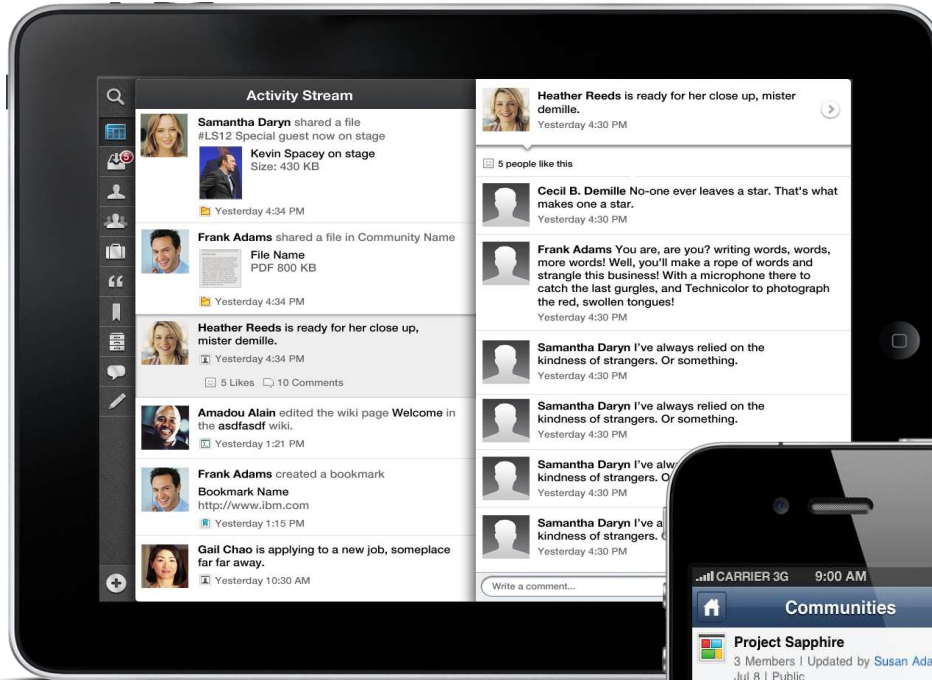 Activity Stream
Samantha Daryn shared a file
#LS12 Special guest now on stage
Kevin Spacey on stage
Size: 430 KB
Yesterday 4:34 PM
Frank Adams shared a file in Community Name
File Name
PDF 800 KB
Yesterday 4:34 PM
Heather Reeds is ready for her close up,
mister demille.
Yesterday 4:34 PM
5 Likes 10 Comments
Amadou Alain edited the wiki page Welcome in
the asdfasdf wiki.
Yesterday 1:21 PM
Frank Adams created a bookmark
Bookmark Name
http://www.ibm.com
Yesterday 1:15 PM
Gail Chao is applying to a new job, someplace
far far away.
Yesterday 10:30 AM
5
Heather Reeds is ready for her close up, mister
demille.
Yesterday 4:30 PM
5 people like this
Cecil B. Demille No-one ever leaves a star. That's what
makes one a star.
Yesterday 4:30 PM
Frank Adams You are, are you? writing words, words,
more words! Well, you'll make a rope of words and
strangle this business! With a microphone there to
catch the last gurgles, and Technicolor to photograph
the red, swollen tongues!
Yesterday 4:30 PM
Samantha Daryn I've always relied on the
kindness of strangers. Or something.
Yesterday 4:30 PM
Samantha Daryn I've always relied on the
kindness of strangers. Or something.
Yesterday 4:30 PM
Samantha Daryn I've alw
kindness of strangers. O
Yesterday 4:30 PM
Samantha Daryn I've a
kindness of strangers.
Yesterday 4:30 PM
Write a comment...
CARRIER 3G 9:00 AM
Communities
Project Sapphire
3 Members | Updated by Susan Ada
Jul 8 | Public